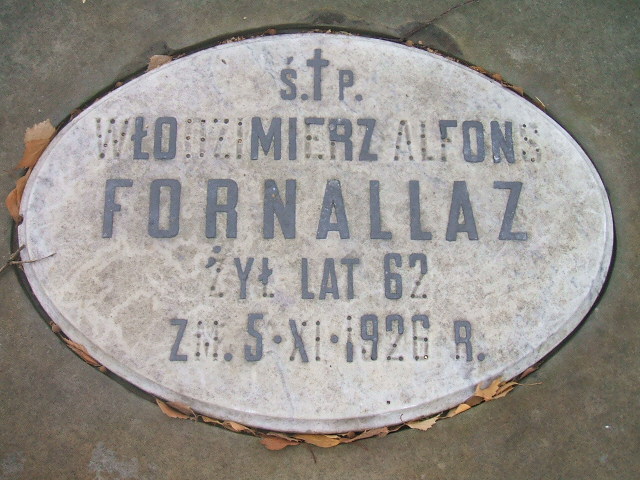 Ś.†P.
WŁODZIMIERZ ALFONS
FORNALLAZ
ŻYŁ LAT 62
ZM. 5·XI·1926 R.